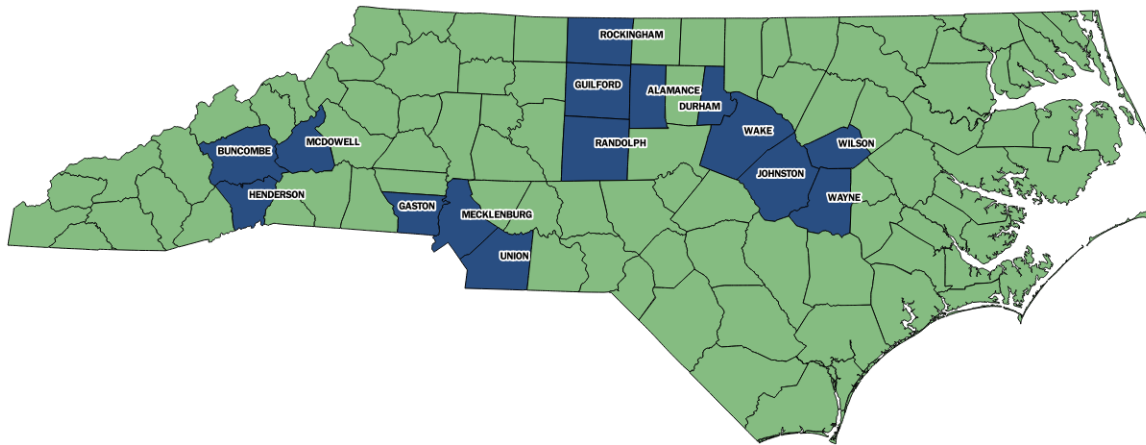 ROCKINGHAM
GUILFORD
ALAMANCE
DURHAM
WAKE
WILSON
RANDOLPH
MCDOWELL
BUNCOMBE
JOHNSTON
HENDERSON
WAYNE
GASTON
MECKLENBURG
UNION